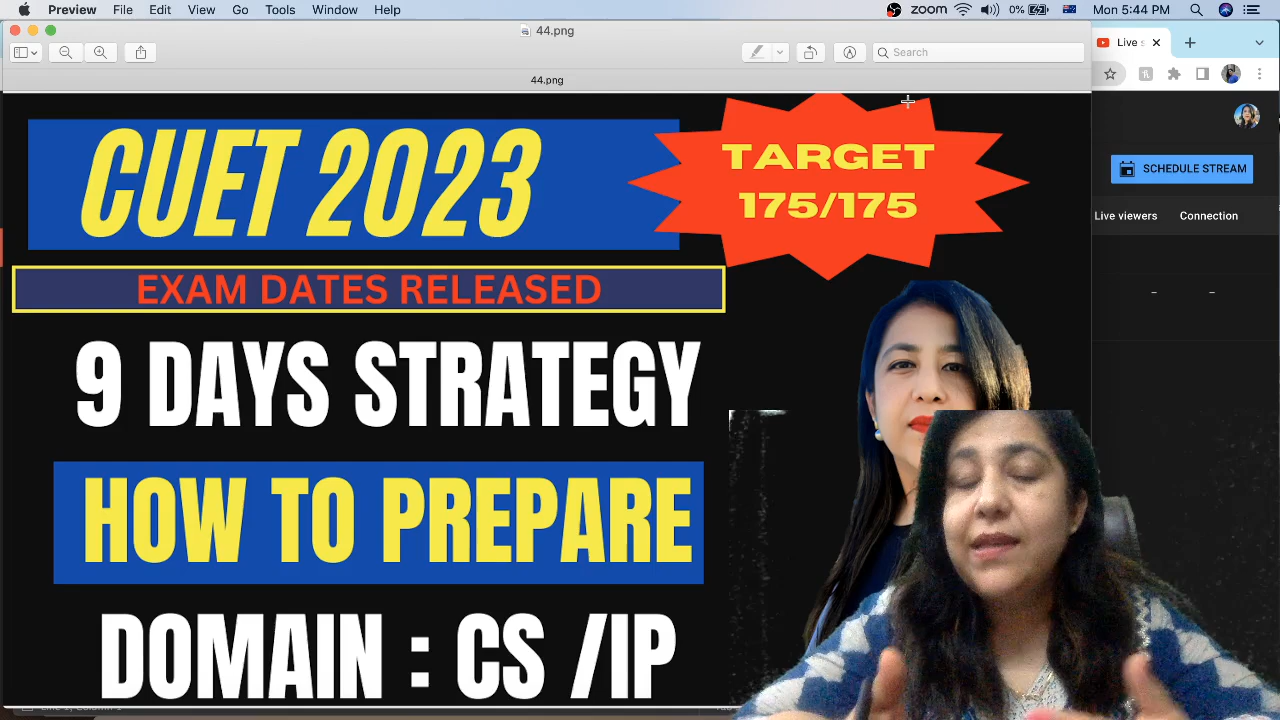 Preview File Edit View Go Tools Window Help
zoom 0% Mon 5:44 PM
44.png
Search
44.png
Live
CUET 2023
TARGET
175/175
EXAM DATES RELEASED
9 DAYS STRATEGY
HOW TO PREPARE
DOMAIN : CS /IP
SCHEDULE STREAM
Live viewers Connection